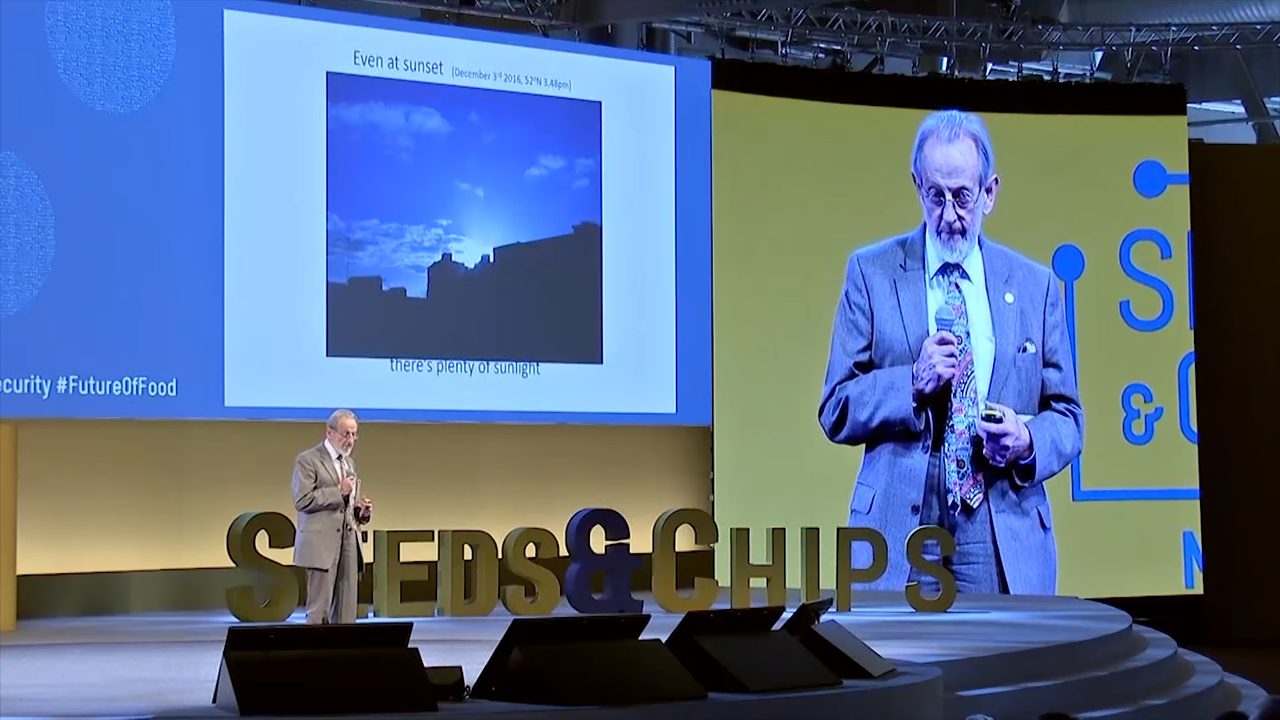 Even at sunset (December 3rd 2016, 52°N 3.48pm)
there's plenty of sunlight
ecurity #FutureOfFood
SEEDS&CHIPS
S
&